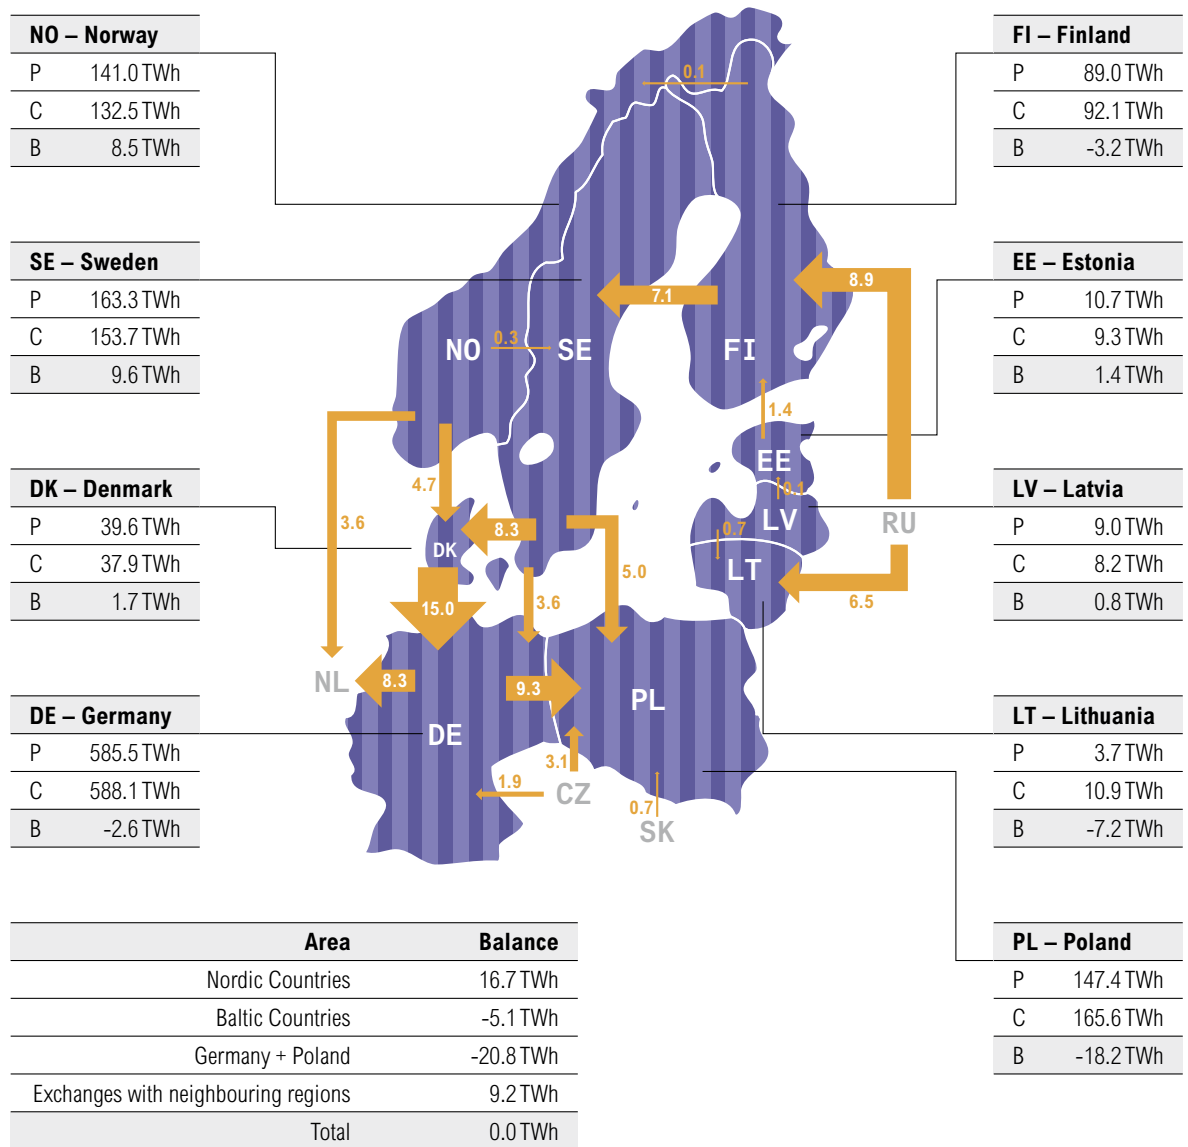 NO – Norway
P 141.0 TWh
C 132.5 TWh
B 8.5 TWh
SE – Sweden
P 163.3 TWh
C 153.7 TWh
B 9.6 TWh
DK – Denmark
P 39.6 TWh
C 37.9 TWh
B 1.7 TWh
DE – Germany
P 585.5 TWh
C 588.1 TWh
B -2.6 TWh
0.1
7.1
8.9
NO
0.3
SE
FI
1.4
EE
4.7
0.1
3.6
8.3
LV
RU
DK
0.7
LT
5.0
15.0
3.6
6.5
NL
8.3
9.3
PL
DE
3.1
1.9
CZ
0.7
SK
FI – Finland
P 89.0 TWh
C 92.1 TWh
B -3.2 TWh
EE – Estonia
P 10.7 TWh
C 9.3 TWh
B 1.4 TWh
LV – Latvia
P 9.0 TWh
C 8.2 TWh
B 0.8 TWh
LT – Lithuania
P 3.7 TWh
C 10.9 TWh
B -7.2 TWh
PL – Poland
P 147.4 TWh
C 165.6 TWh
B -18.2 TWh
Area Balance
Nordic Countries 16.7 TWh
Baltic Countries -5.1 TWh
Germany + Poland -20.8 TWh
Exchanges with neighbouring regions 9.2 TWh
Total 0.0 TWh